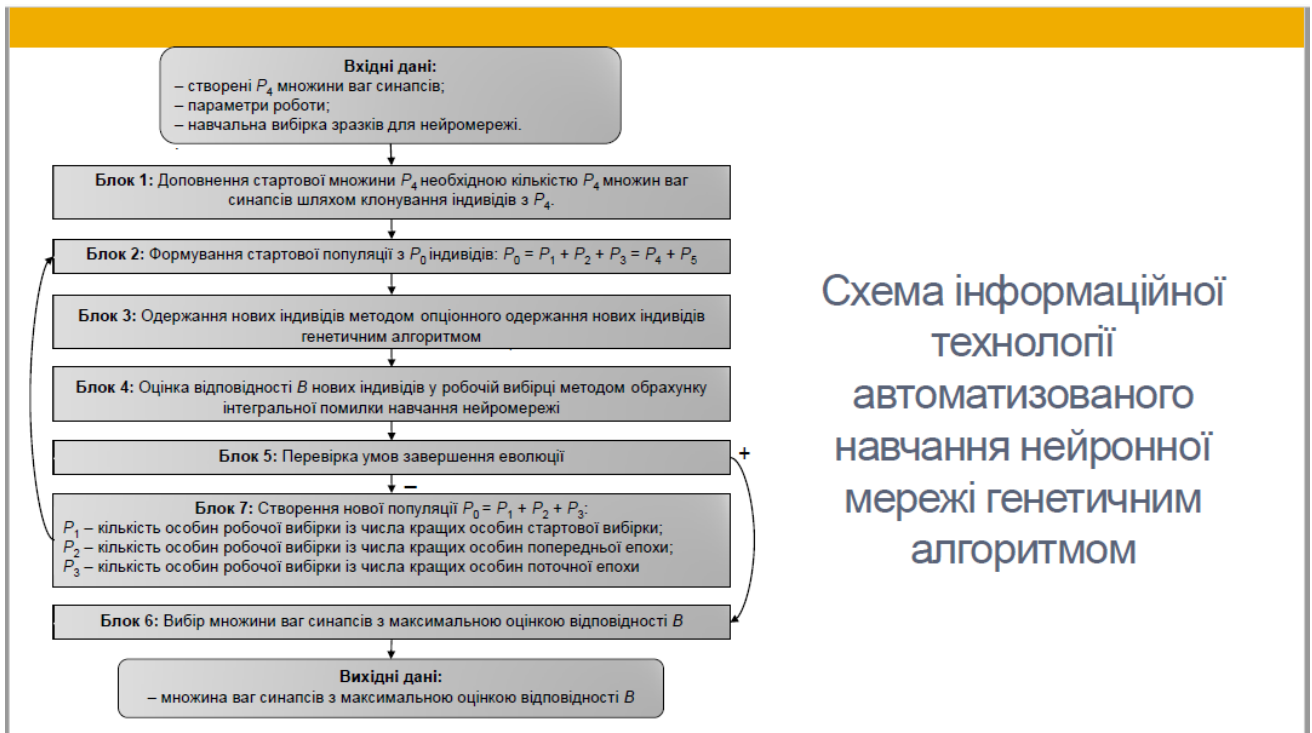 Вхідні дані:
– створені P4 множини ваг синапсів;
– параметри роботи;
– навчальна вибірка зразків для нейромережі.
Блок 1: Доповнення стартової множини P4 необхідною кількістю P4 множин ваг
синапсів шляхом клонування індивідів з P4.
Блок 2: Формування стартової популяції з P0 індивідів: P0 = P1 + P2 + P3 = P4 + P5
Блок 3: Одержання нових індивідів методом опціонного одержання нових індивідів
генетичним алгоритмом
Блок 4: Оцінка відповідності B нових індивідів у робочій вибірці методом обрахунку
інтегральної помилки навчання нейромережі
Блок 5: Перевірка умов завершення еволюції
+
–
Блок 7: Створення нової популяції P0 = P1 + P2 + P3:
P1 – кількість особин робочої вибірки із числа кращих особин стартової вибірки;
P2 – кількість особин робочої вибірки із числа кращих особин попередньої епохи;
P3 – кількість особин робочої вибірки із числа кращих особин поточної епохи
Блок 6: Вибір множини ваг синапсів з максимальною оцінкою відповідності B
Вихідні дані:
– множина ваг синапсів з максимальною оцінкою відповідності B
Схема інформаційної
технології
автоматизованого
навчання нейронної
мережі генетичним
алгоритмом